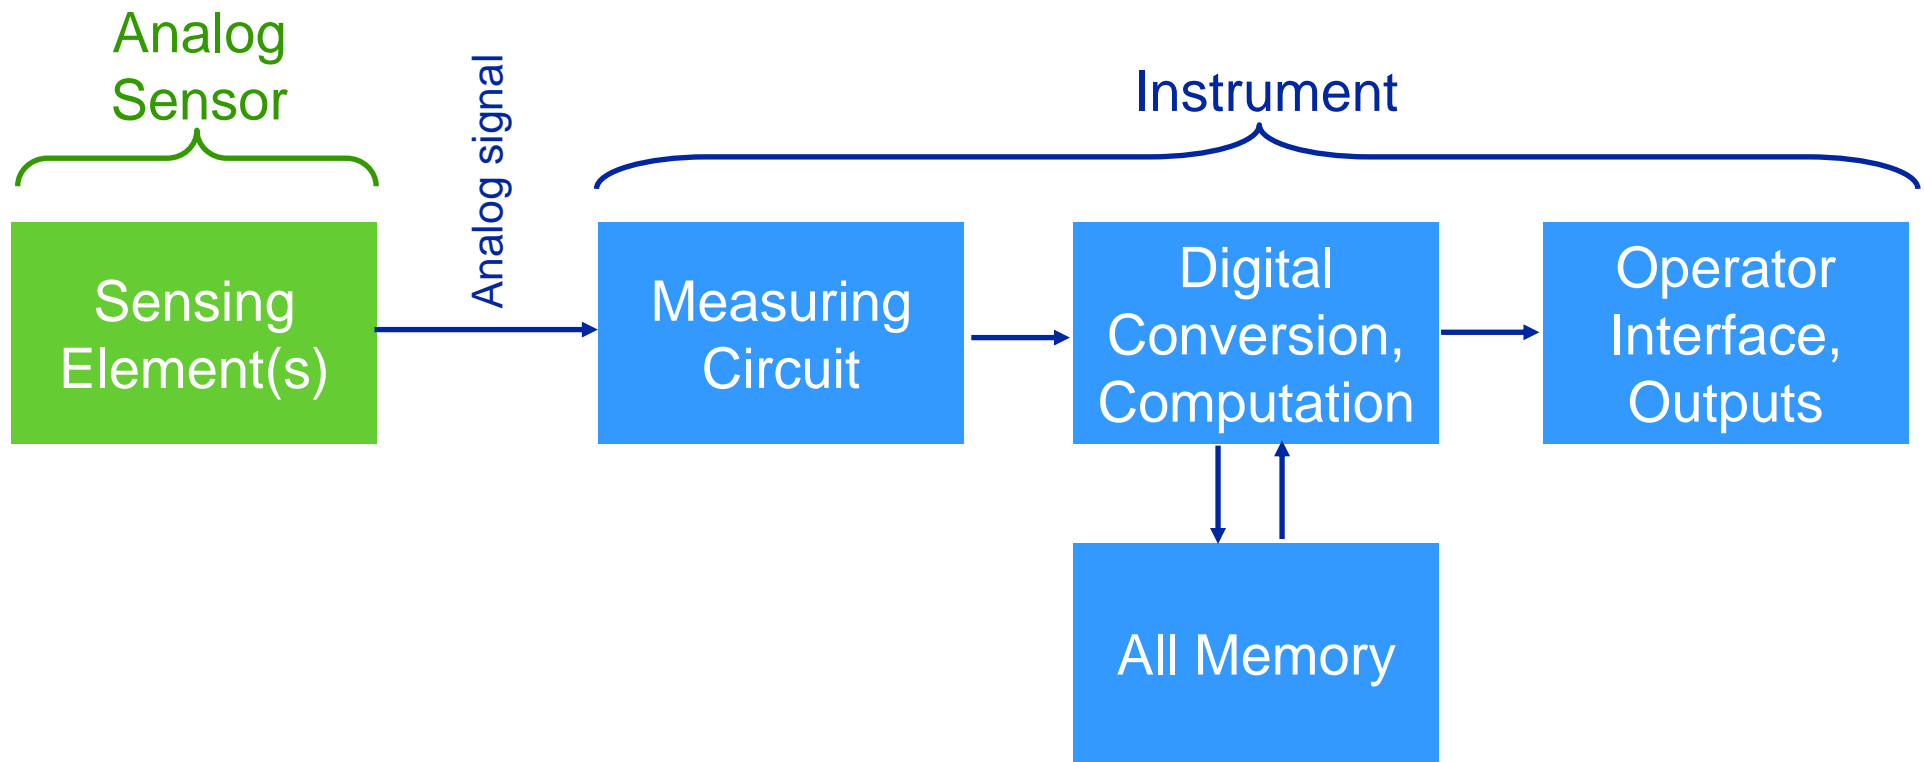 Analog
Sensor
Analog signal
Instrument
Sensing
Element(s)
Measuring
Circuit
Digital
Conversion,
Computation
Operator
Interface,
Outputs
All Memory